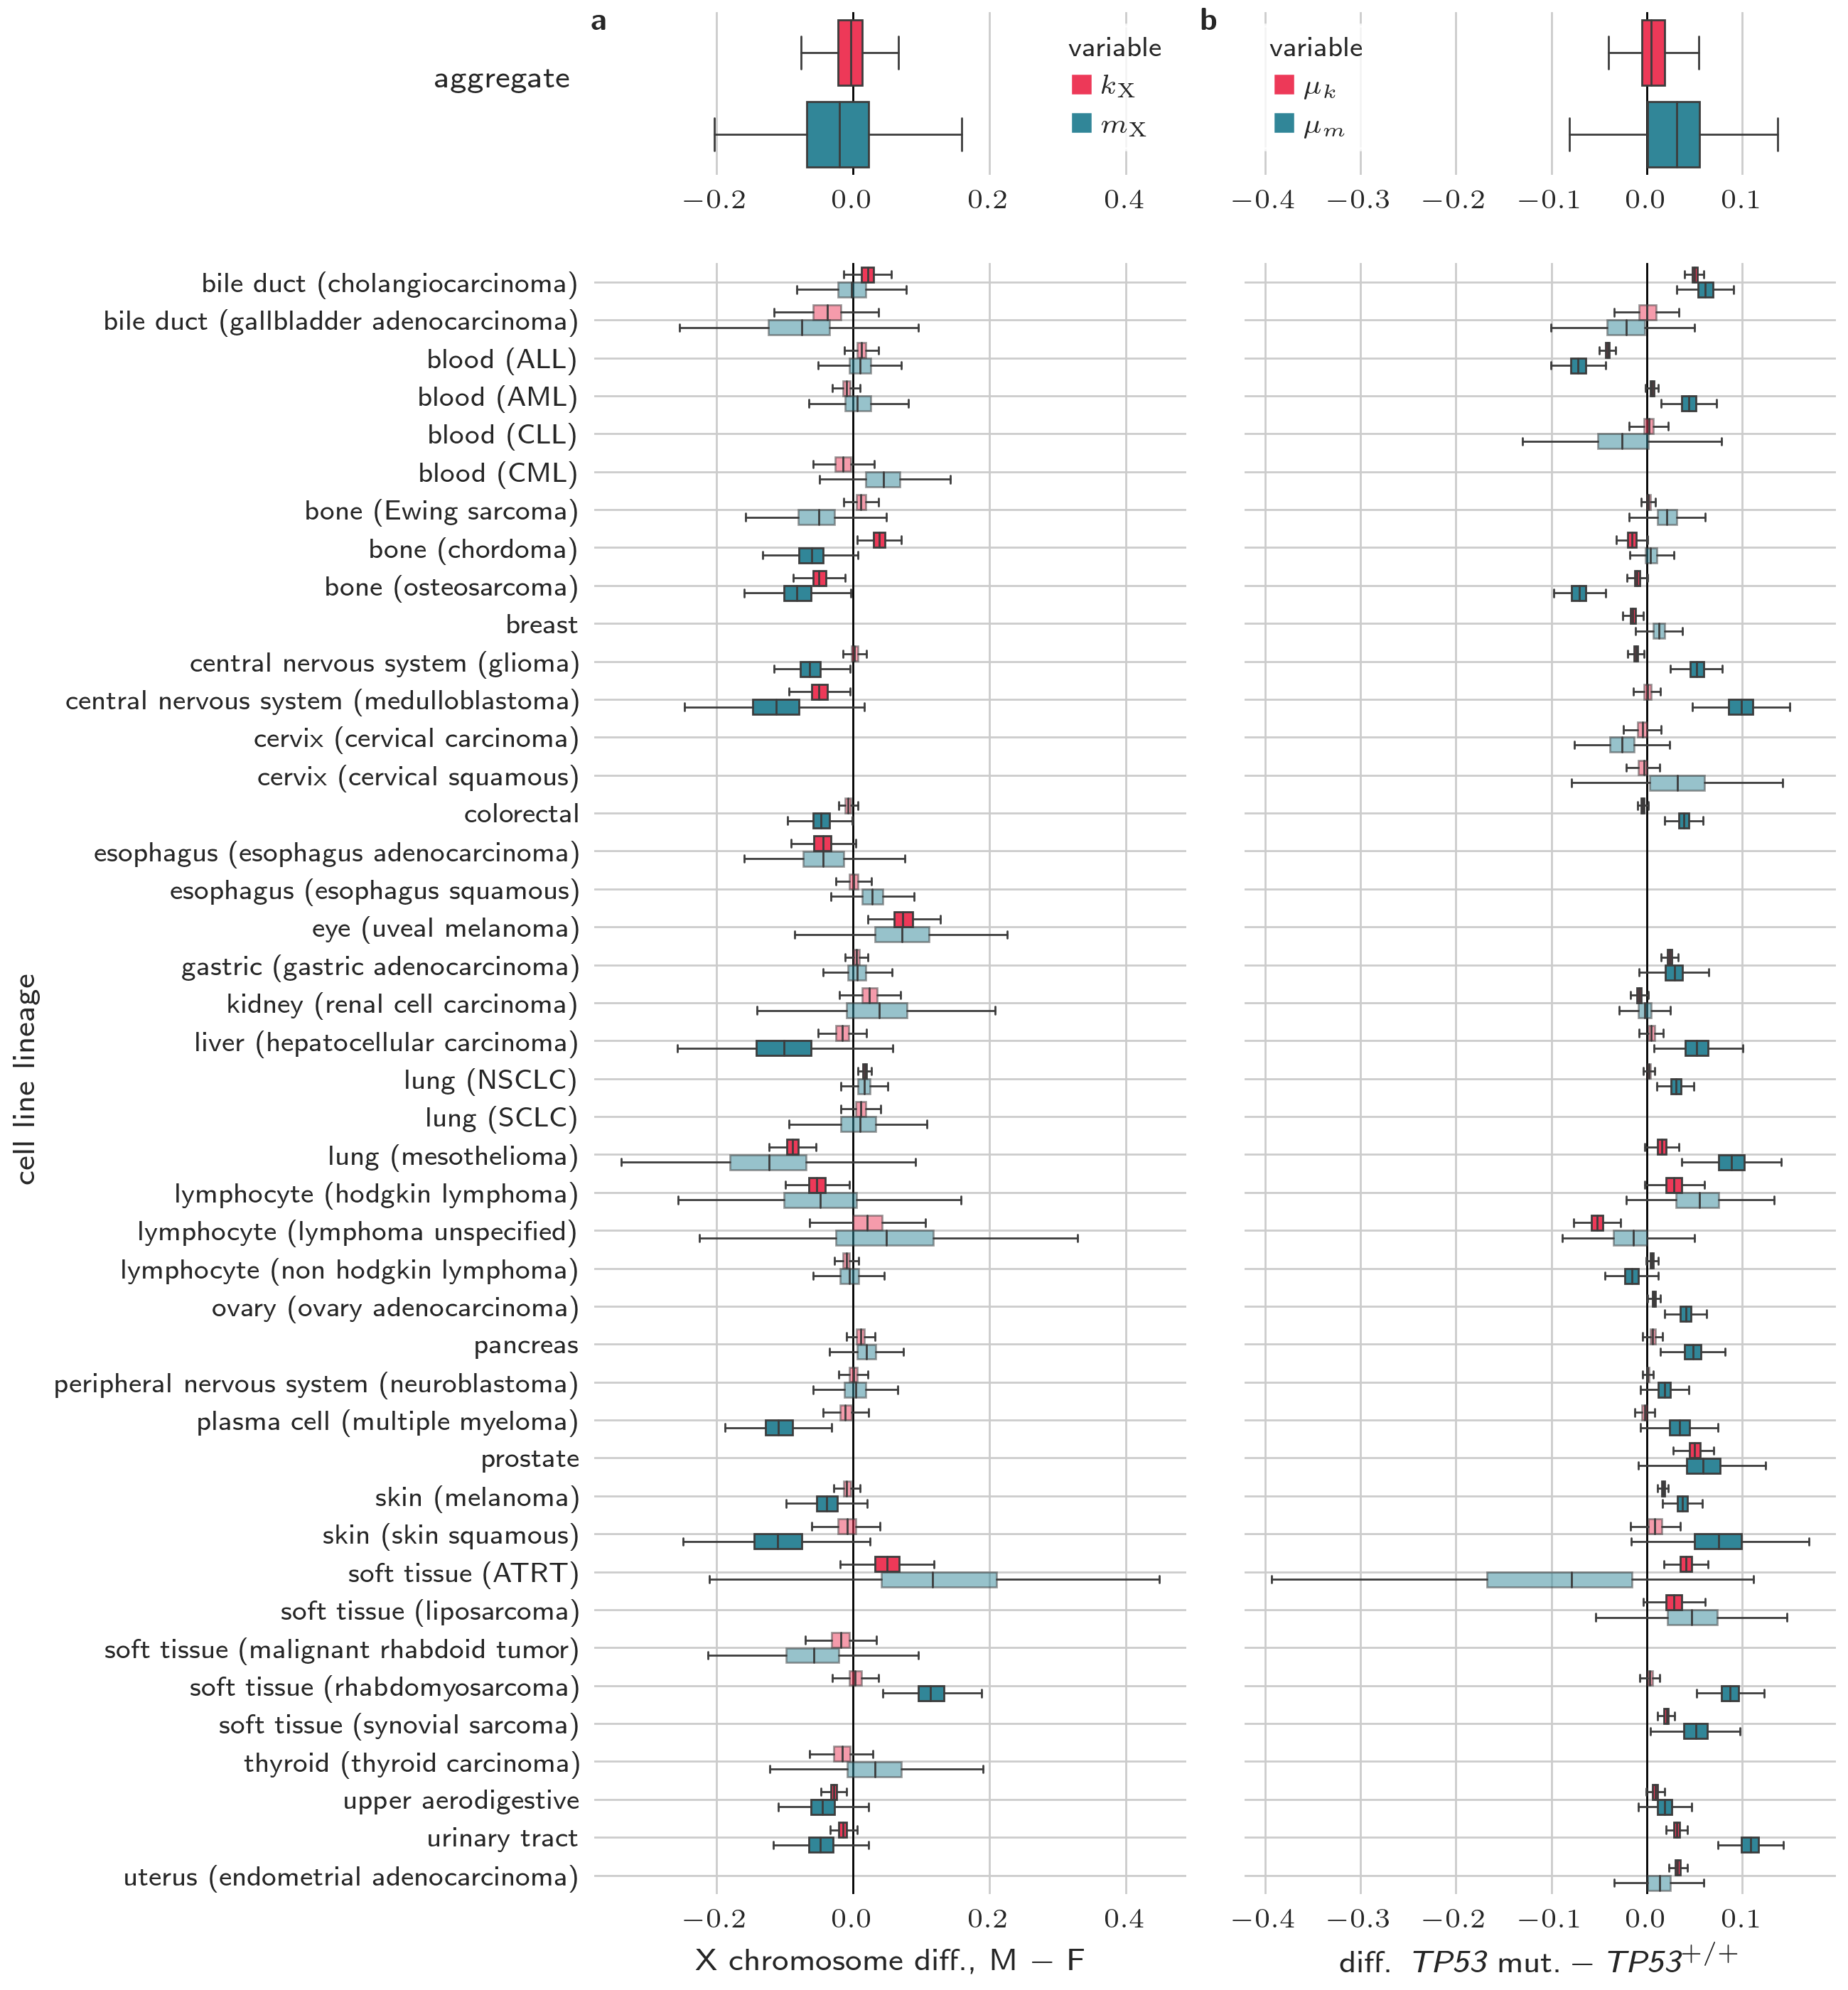 a
b
aggregate
variable
k_X
m_X
variable
μ_k
μ_m
−0.2 0.0 0.2 0.4
−0.4 −0.3 −0.2 −0.1 0.0 0.1
cell line lineage
bile duct (cholangiocarcinoma)
bile duct (gallbladder adenocarcinoma)
blood (ALL)
blood (AML)
blood (CLL)
blood (CML)
bone (Ewing sarcoma)
bone (chordoma)
bone (osteosarcoma)
breast
central nervous system (glioma)
central nervous system (medulloblastoma)
cervix (cervical carcinoma)
cervix (cervical squamous)
colorectal
esophagus (esophagus adenocarcinoma)
esophagus (esophagus squamous)
eye (uveal melanoma)
gastric (gastric adenocarcinoma)
kidney (renal cell carcinoma)
liver (hepatocellular carcinoma)
lung (NSCLC)
lung (SCLC)
lung (mesothelioma)
lymphocyte (hodgkin lymphoma)
lymphocyte (lymphoma unspecified)
lymphocyte (non hodgkin lymphoma)
ovary (ovary adenocarcinoma)
pancreas
peripheral nervous system (neuroblastoma)
plasma cell (multiple myeloma)
prostate
skin (melanoma)
skin (skin squamous)
soft tissue (ATRT)
soft tissue (liposarcoma)
soft tissue (malignant rhabdoid tumor)
soft tissue (rhabdomyosarcoma)
soft tissue (synovial sarcoma)
thyroid (thyroid carcinoma)
upper aerodigestive
urinary tract
uterus (endometrial adenocarcinoma)
−0.2 0.0 0.2 0.4
−0.4 −0.3 −0.2 −0.1 0.0 0.1
X chromosome diff., M − F
diff. TP53 mut. − TP53^+/+